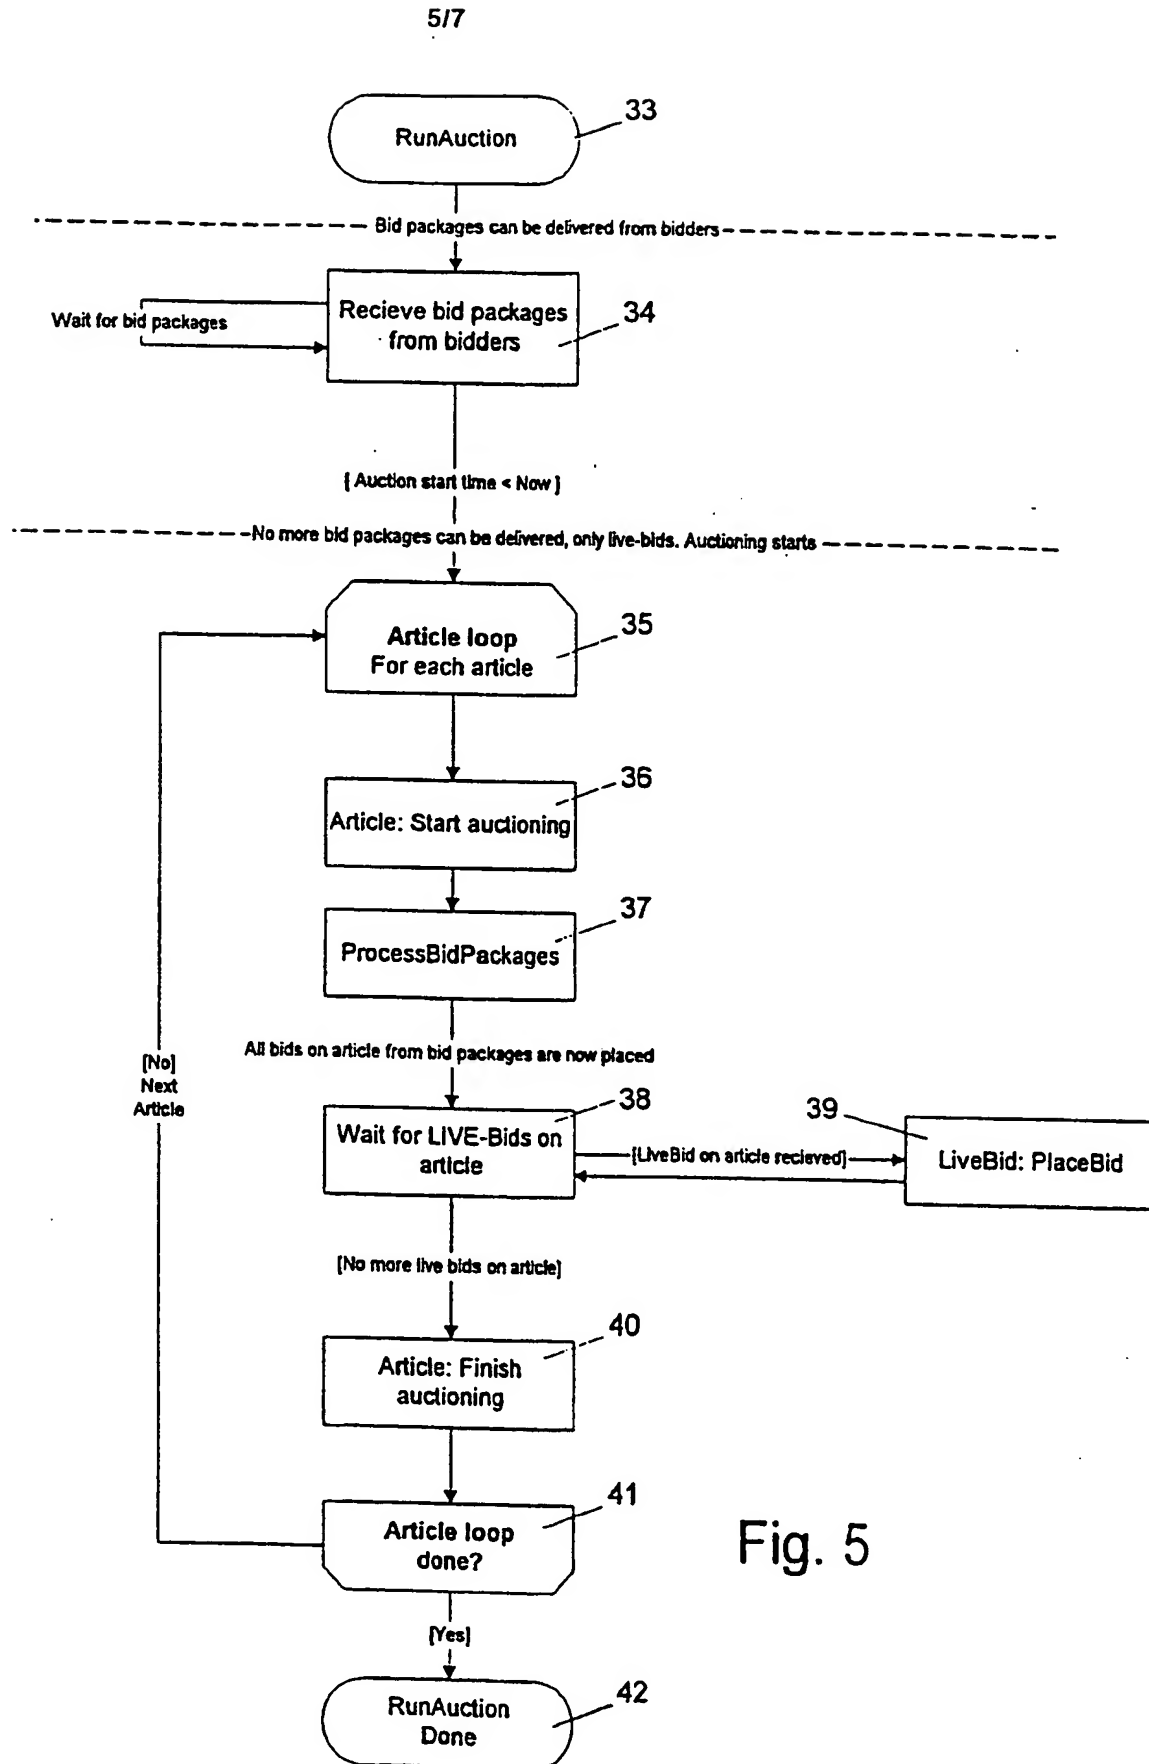 5/7
RunAuction
33
Bid packages can be delivered from bidders
Wait for bid packages
Recieve bid packages
from bidders
34
[ Auction start time < Now ]
No more bid packages can be delivered, only live-bids. Auctioning starts
Article loop
For each article
35
Article: Start auctioning
36
ProcessBidPackages
37
All bids on article from bid packages are now placed
[No]
Next
Article
Wait for LIVE-Bids on
article
38
[LiveBid on article recieved]
39
LiveBid: PlaceBid
[No more live bids on article]
Article: Finish
auctioning
40
Article loop
done?
41
Fig. 5
[Yes]
RunAuction
Done
42